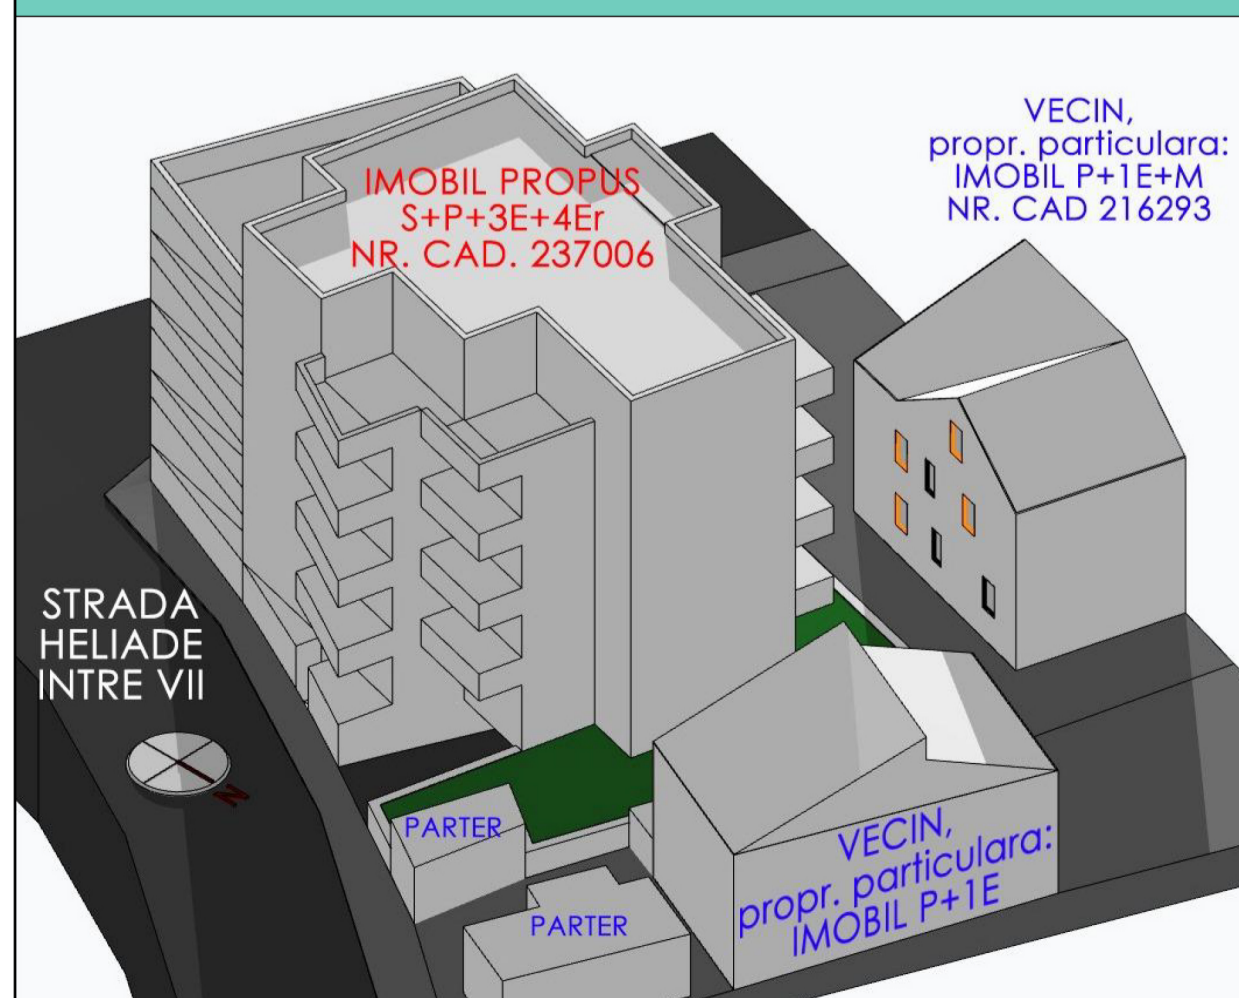 VECIN,
propr. particulara:
IMOBIL P+1E+M
NR. CAD 216293
IMOBIL PROPUS
S+P+3E+4Er
NR. CAD. 237006
STRADA
HELIADE
INTRE VII
N
PARTER
PARTER
VECIN,
propr. particulara:
IMOBIL P+1E